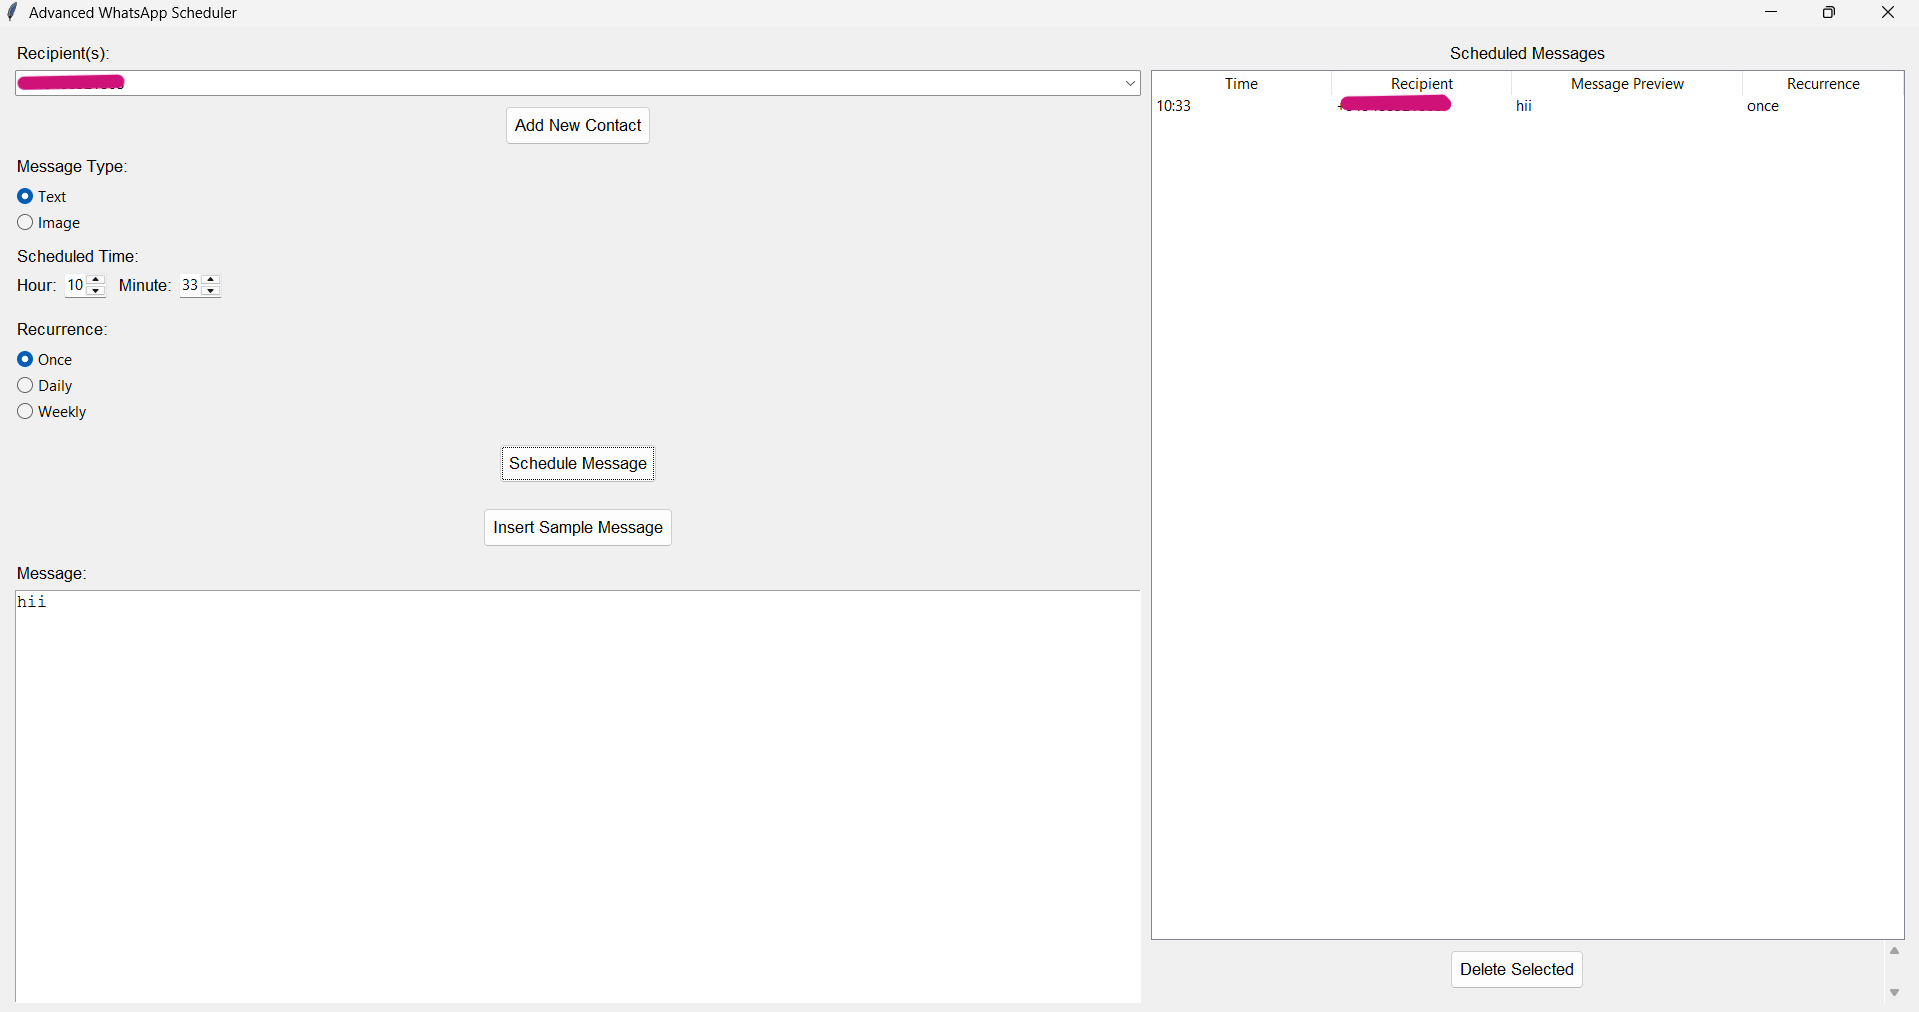 Advanced WhatsApp Scheduler
Recipient(s):
Add New Contact
Message Type:
Text
Image
Scheduled Time:
Hour: 10 Minute: 33
Recurrence:
Once
Daily
Weekly
Schedule Message
Insert Sample Message
Message:
hii
Scheduled Messages
Time Recipient Message Preview Recurrence
10:33 hii once
Delete Selected